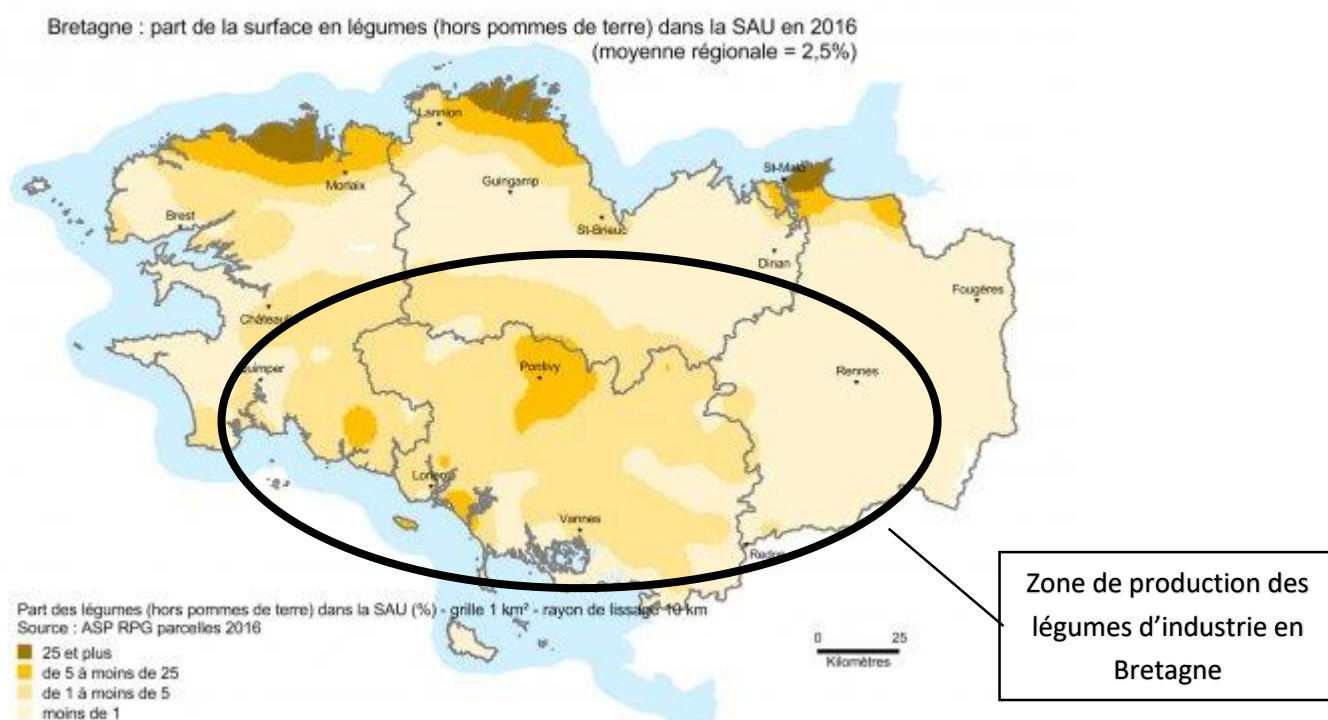 Bretagne : part de la surface en légumes (hors pommes de terre) dans la SAU en 2016
(moyenne régionale = 2,5%)
Lannion
Morlaix
Guingamp
St-Malo
Brest
St-Brieuc
Dinan
Fougères
Châteaulin
Quimper
Pontivy
Rennes
Lorient
Vannes
Redon
Zone de production des
légumes d’industrie en
Bretagne
Part des légumes (hors pommes de terre) dans la SAU (%) - grille 1 km² - rayon de lissage 10 km
Source : ASP RPG parcelles 2016
25 et plus
de 5 à moins de 25
de 1 à moins de 5
moins de 1
0 25
Kilomètres